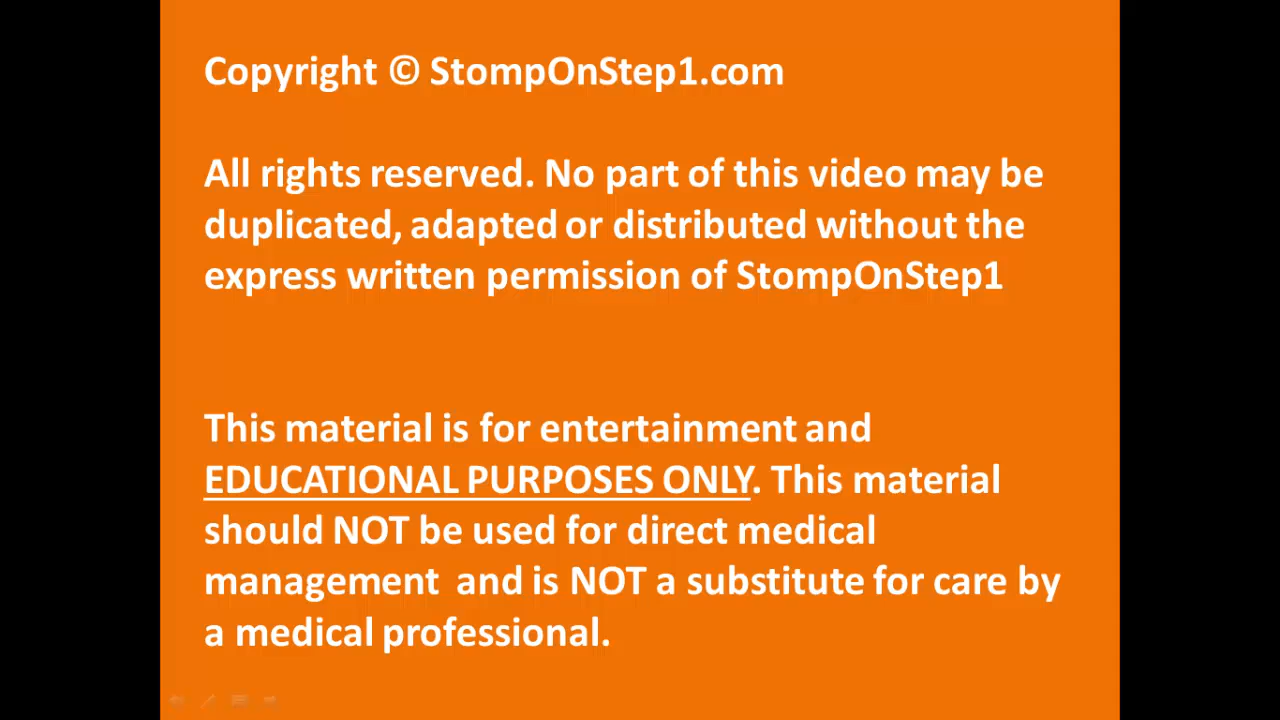 Copyright © StompOnStep1.com
All rights reserved. No part of this video may be
duplicated, adapted or distributed without the
express written permission of StompOnStep1
This material is for entertainment and
EDUCATIONAL PURPOSES ONLY. This material
should NOT be used for direct medical
management and is NOT a substitute for care by
a medical professional.